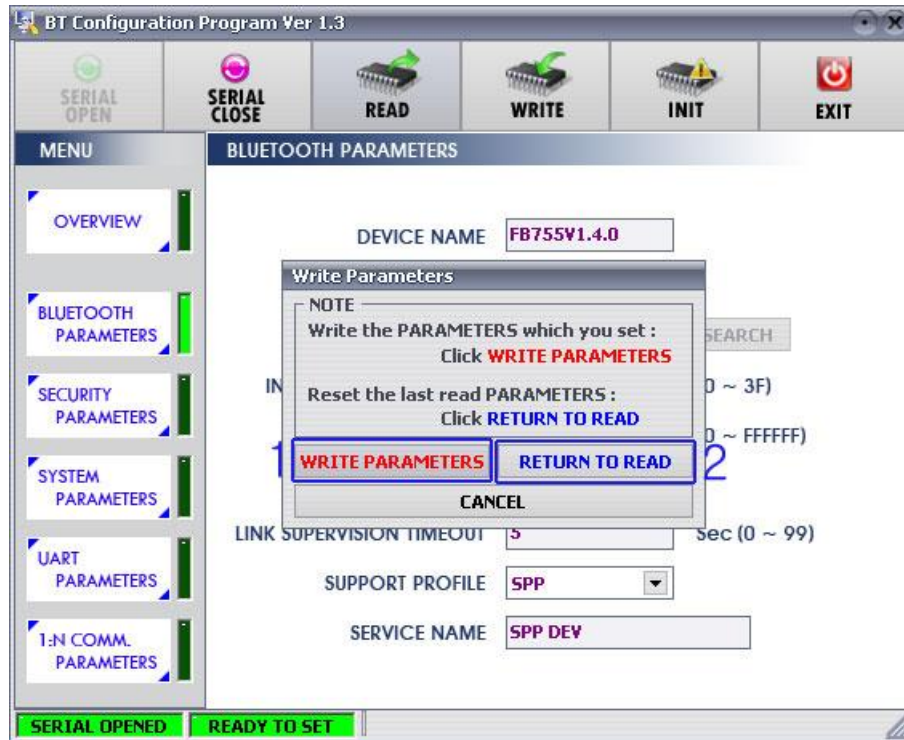 BT Configuration Program Ver 1.3
SERIAL OPEN
SERIAL CLOSE
READ
WRITE
INIT
EXIT
MENU
BLUETOOTH PARAMETERS
OVERVIEW
BLUETOOTH
PARAMETERS
SECURITY
PARAMETERS
SYSTEM
PARAMETERS
UART
PARAMETERS
1:N COMM.
PARAMETERS
DEVICE NAME FB755V1.4.0
Write Parameters
NOTE
Write the PARAMETERS which you set :
Click WRITE PARAMETERS
Reset the last read PARAMETERS :
Click RETURN TO READ
1 WRITE PARAMETERS RETURN TO READ 2
CANCEL
SEARCH
IN
0 ~ 3F)
0 ~ FFFFFF)
LINK SUPERVISION TIMEOUT 5 Sec (0 ~ 99)
SUPPORT PROFILE SPP
SERVICE NAME SPP DEV
SERIAL OPENED READY TO SET